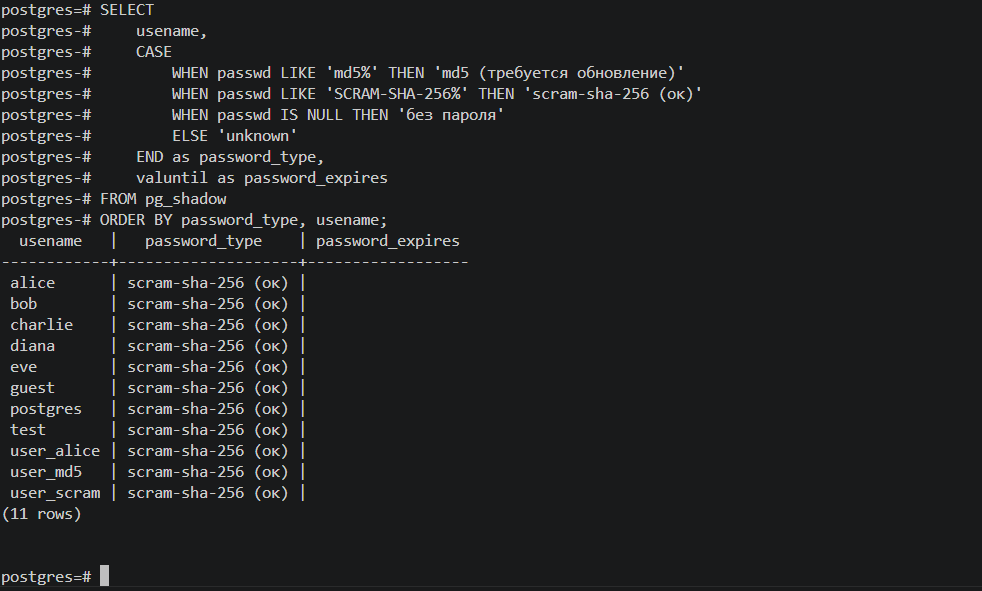 postgres=# SELECT
postgres-#     usename,
postgres-#     CASE
postgres-#         WHEN passwd LIKE 'md5%' THEN 'md5 (требуется обновление)'
postgres-#         WHEN passwd LIKE 'SCRAM-SHA-256%' THEN 'scram-sha-256 (ок)'
postgres-#         WHEN passwd IS NULL THEN 'без пароля'
postgres-#         ELSE 'unknown'
postgres-#     END as password_type,
postgres-#     valuntil as password_expires
postgres-# FROM pg_shadow
postgres-# ORDER BY password_type, usename;
  usename   |   password_type    | password_expires
------------+--------------------+------------------
 alice      | scram-sha-256 (ок) |
 bob        | scram-sha-256 (ок) |
 charlie    | scram-sha-256 (ок) |
 diana      | scram-sha-256 (ок) |
 eve        | scram-sha-256 (ок) |
 guest      | scram-sha-256 (ок) |
 postgres   | scram-sha-256 (ок) |
 test       | scram-sha-256 (ок) |
 user_alice | scram-sha-256 (ок) |
 user_md5   | scram-sha-256 (ок) |
 user_scram | scram-sha-256 (ок) |
(11 rows)
postgres=#